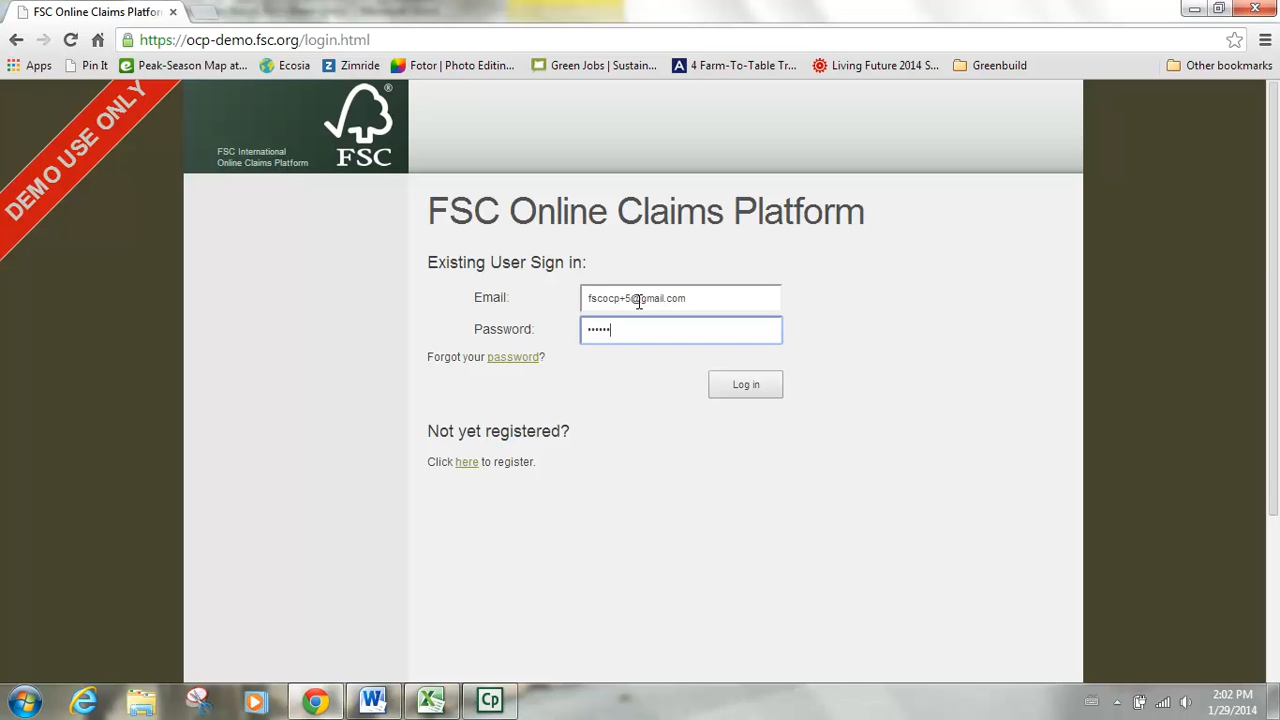 FSC Online Claims Platform
https://ocp-demo.fsc.org/login.html
Apps Pin It Peak-Season Map at... Ecosia Zimride Fotor | Photo Editin... Green Jobs | Sustain... 4 Farm-To-Table Tr... Living Future 2014 S... Greenbuild Other bookmarks
DEMO USE ONLY
FSC International
Online Claims Platform
FSC
®
FSC Online Claims Platform
Existing User Sign in:
Email: fscocp+5@gmail.com
Password: ••••••
Forgot your password?
Log in
Not yet registered?
Click here to register.
2:02 PM
1/29/2014